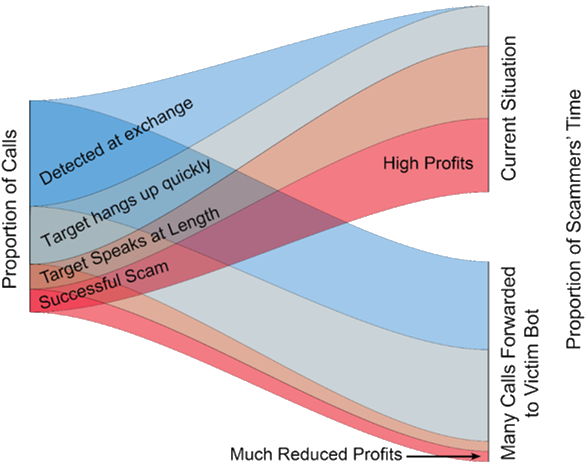 Proportion of Calls
Detected at exchange
Target hangs up quickly
Target Speaks at Length
Successful Scam
High Profits
Current Situation
Many Calls Forwarded
to Victim Bot
Proportion of Scammers' Time
Much Reduced Profits